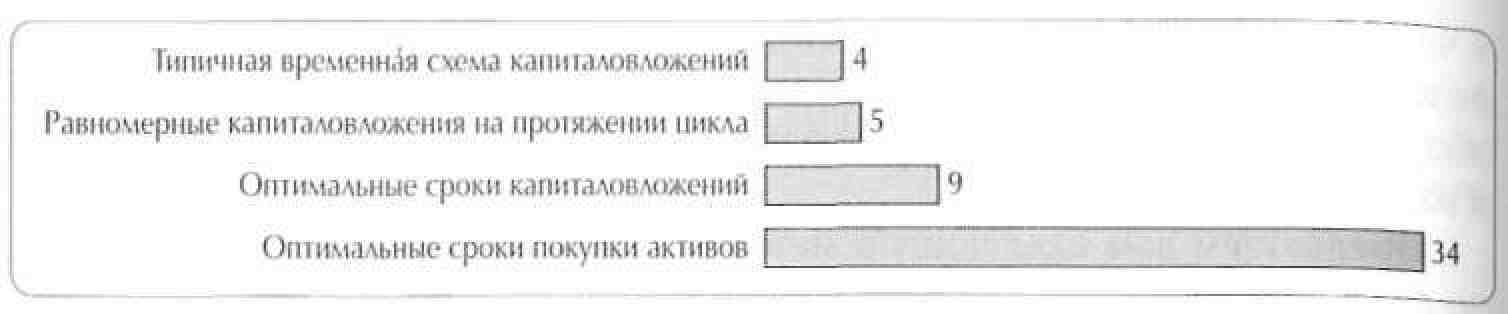 Типичная временна́я схема капиталовложений 4
Равномерные капиталовложения на протяжении цикла 5
Оптимальные сроки капиталовложений 9
Оптимальные сроки покупки активов 34